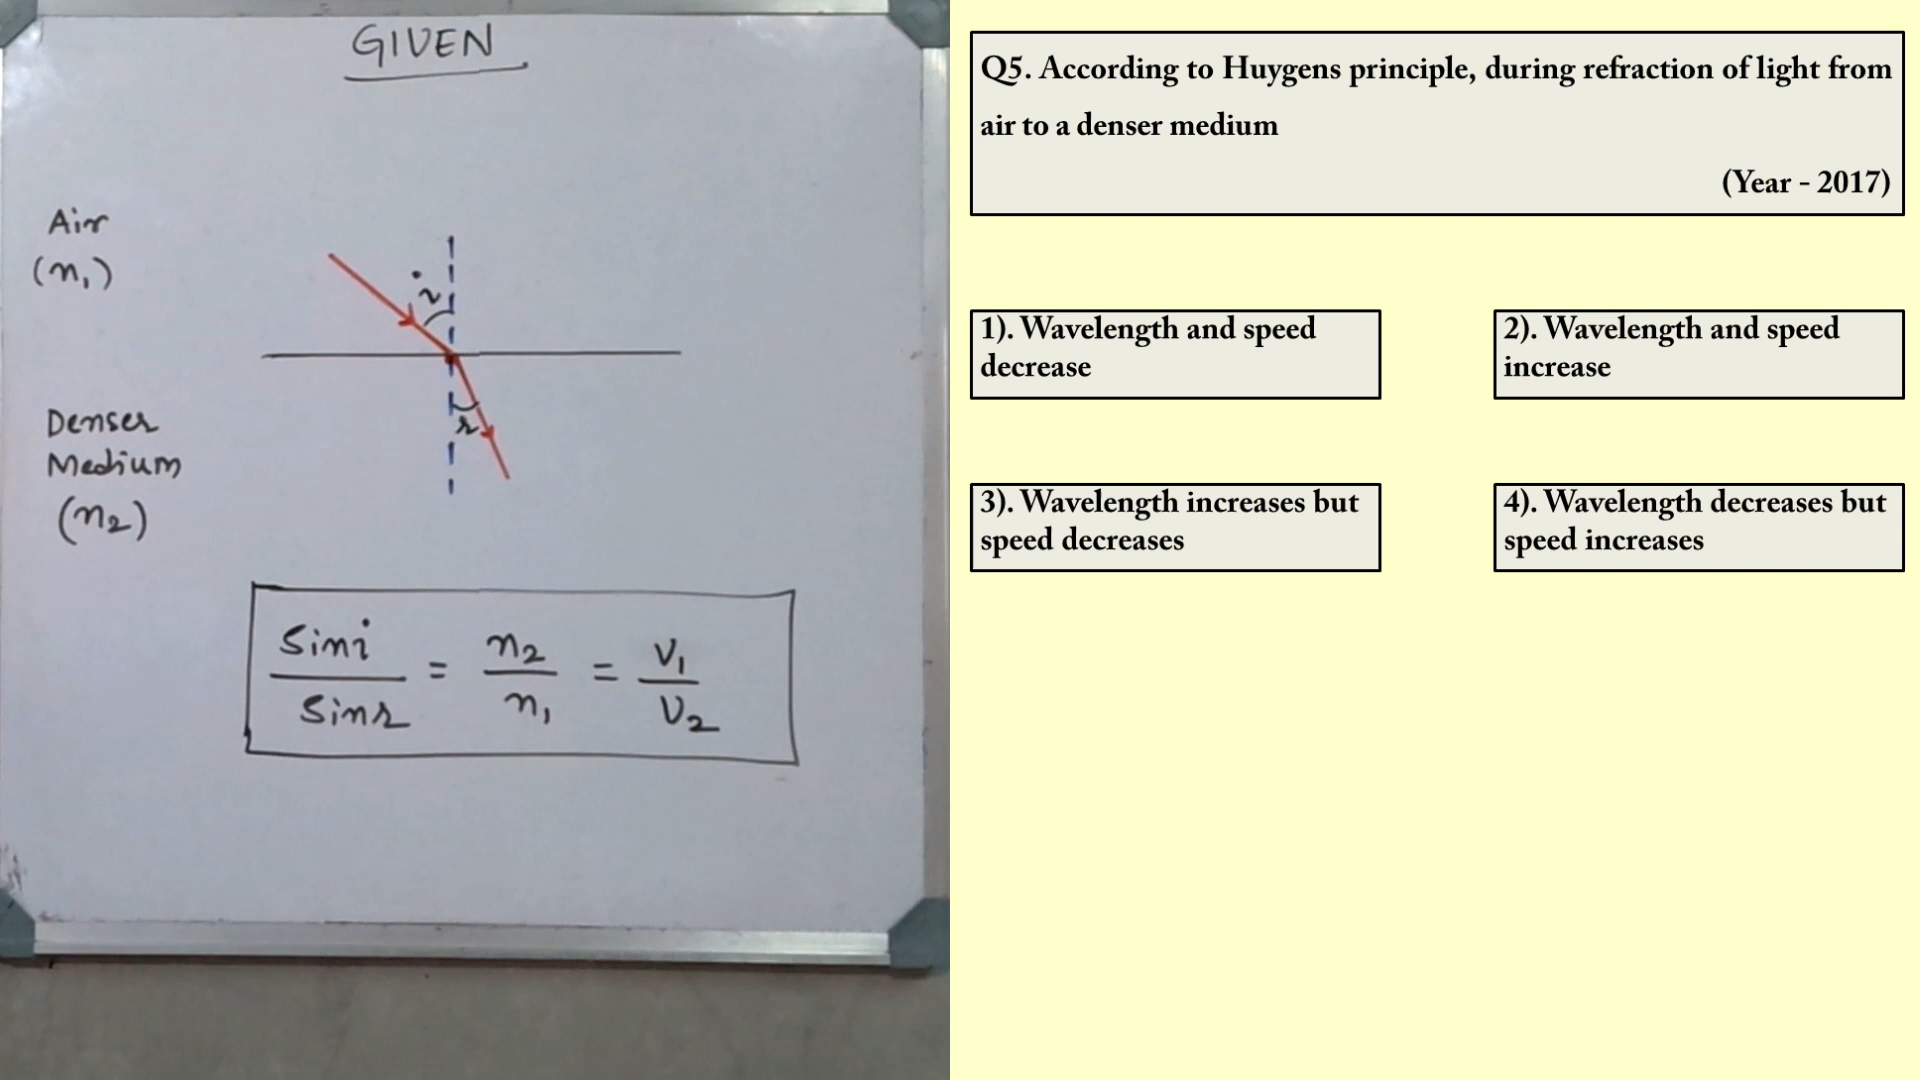 GIVEN
Air
(n₁)
i
r
Denser
Medium
(n₂)
Sini / Sinr = n₂ / n₁ = V₁ / V₂
Q5. According to Huygens principle, during refraction of light from
air to a denser medium
(Year - 2017)
1). Wavelength and speed
decrease
2). Wavelength and speed
increase
3). Wavelength increases but
speed decreases
4). Wavelength decreases but
speed increases